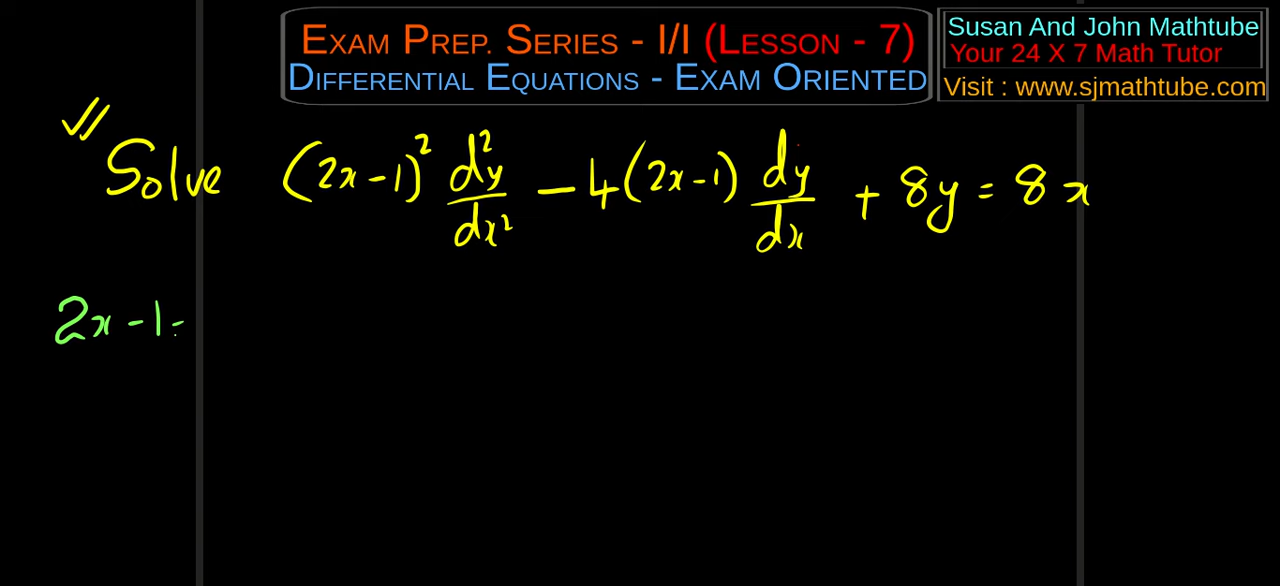 EXAM PREP. SERIES - I/I (LESSON - 7)
DIFFERENTIAL EQUATIONS - EXAM ORIENTED
Susan And John Mathtube
Your 24 X 7 Math Tutor
Visit : www.sjmathtube.com
Solve (2x-1)² d²y/dx² - 4(2x-1) dy/dx + 8y = 8x
2x-1=